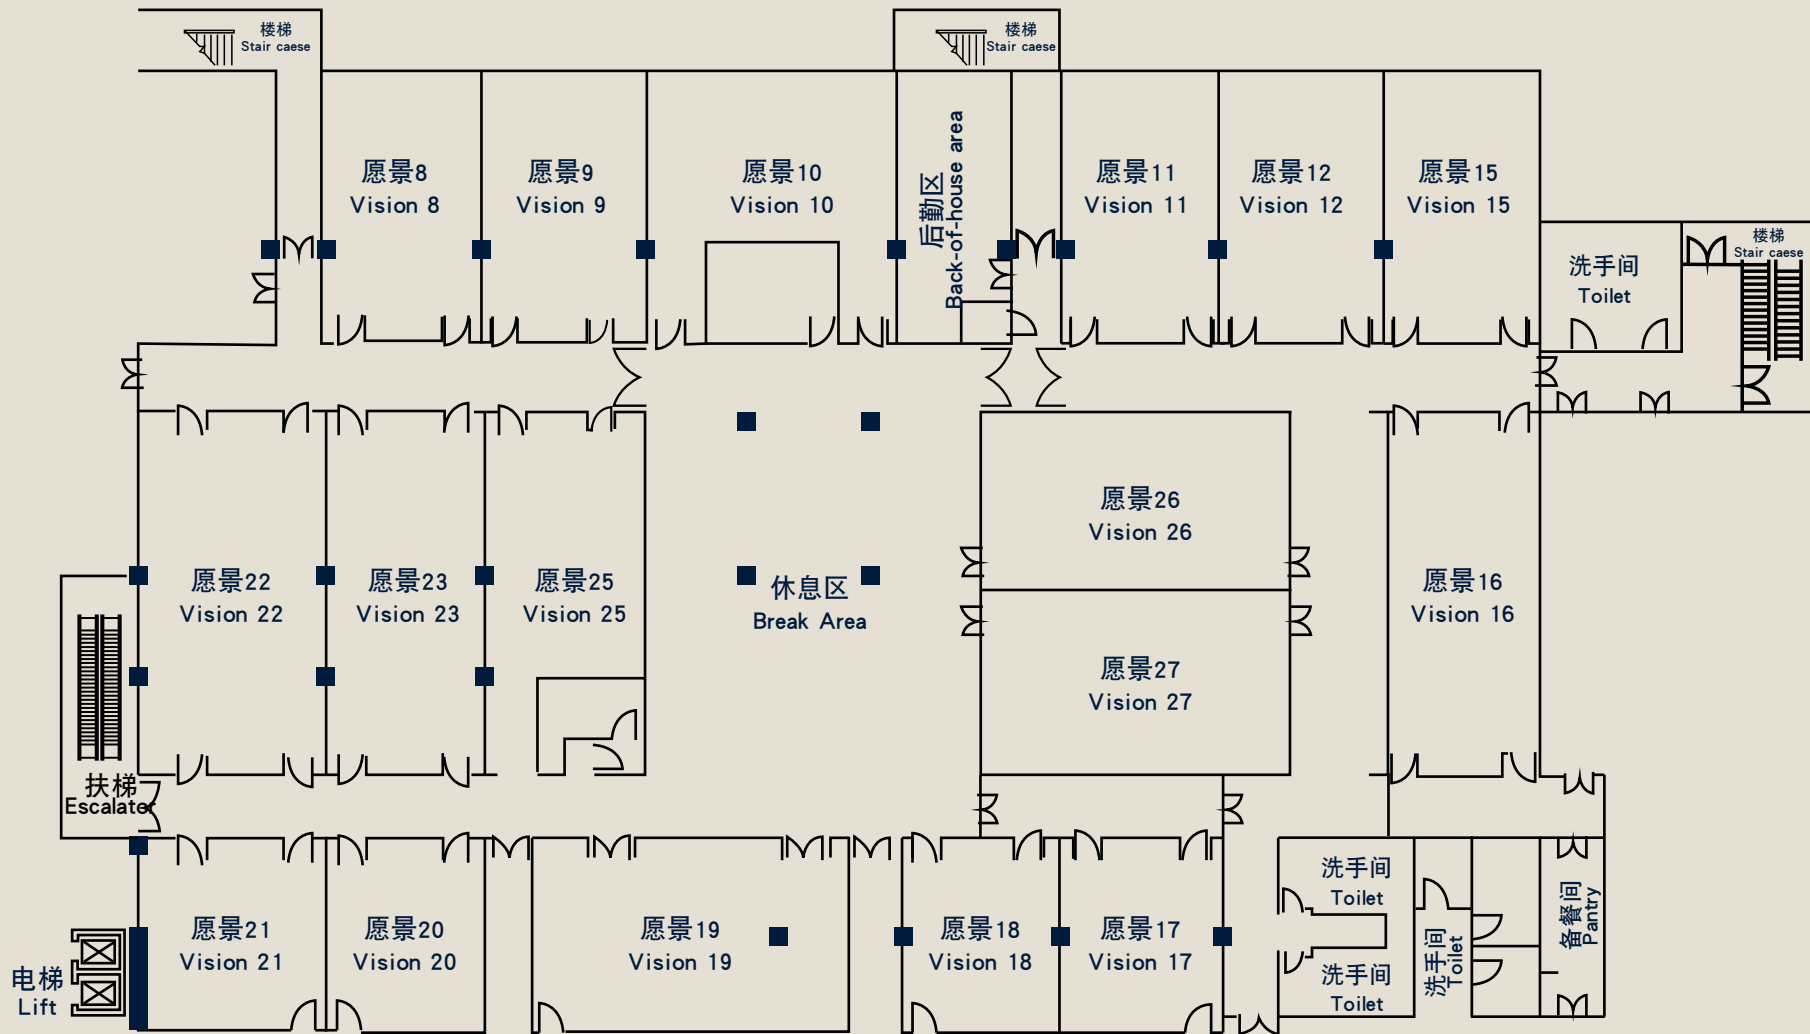 楼梯
Stair caese
楼梯
Stair caese
愿景8
Vision 8
愿景9
Vision 9
愿景10
Vision 10
后勤区
Back-of-house area
愿景11
Vision 11
愿景12
Vision 12
愿景15
Vision 15
洗手间
Toilet
楼梯
Stair caese
愿景22
Vision 22
愿景23
Vision 23
愿景25
Vision 25
休息区
Break Area
愿景26
Vision 26
愿景27
Vision 27
愿景16
Vision 16
扶梯
Escalator
愿景21
Vision 21
愿景20
Vision 20
愿景19
Vision 19
愿景18
Vision 18
愿景17
Vision 17
洗手间
Toilet
洗手间
Toilet
洗手间
Toilet
备餐间
Pantry
电梯
Lift